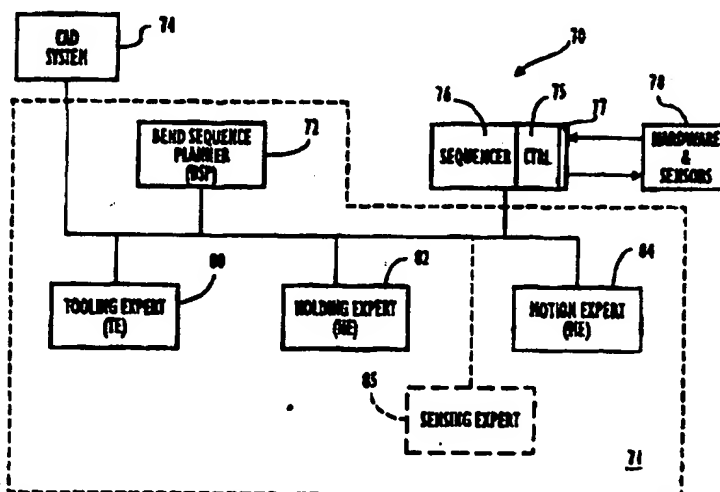 CAD
SYSTEM
74
70
76
75
77
78
BEND SEQUENCE
PLANNER
(BSP)
72
SEQUENCER
CTRL
HARDWARE
&
SENSORS
80
82
84
TOOLING EXPERT
(TE)
HOLDING EXPERT
(HE)
MOTION EXPERT
(ME)
85
SENSING EXPERT
71